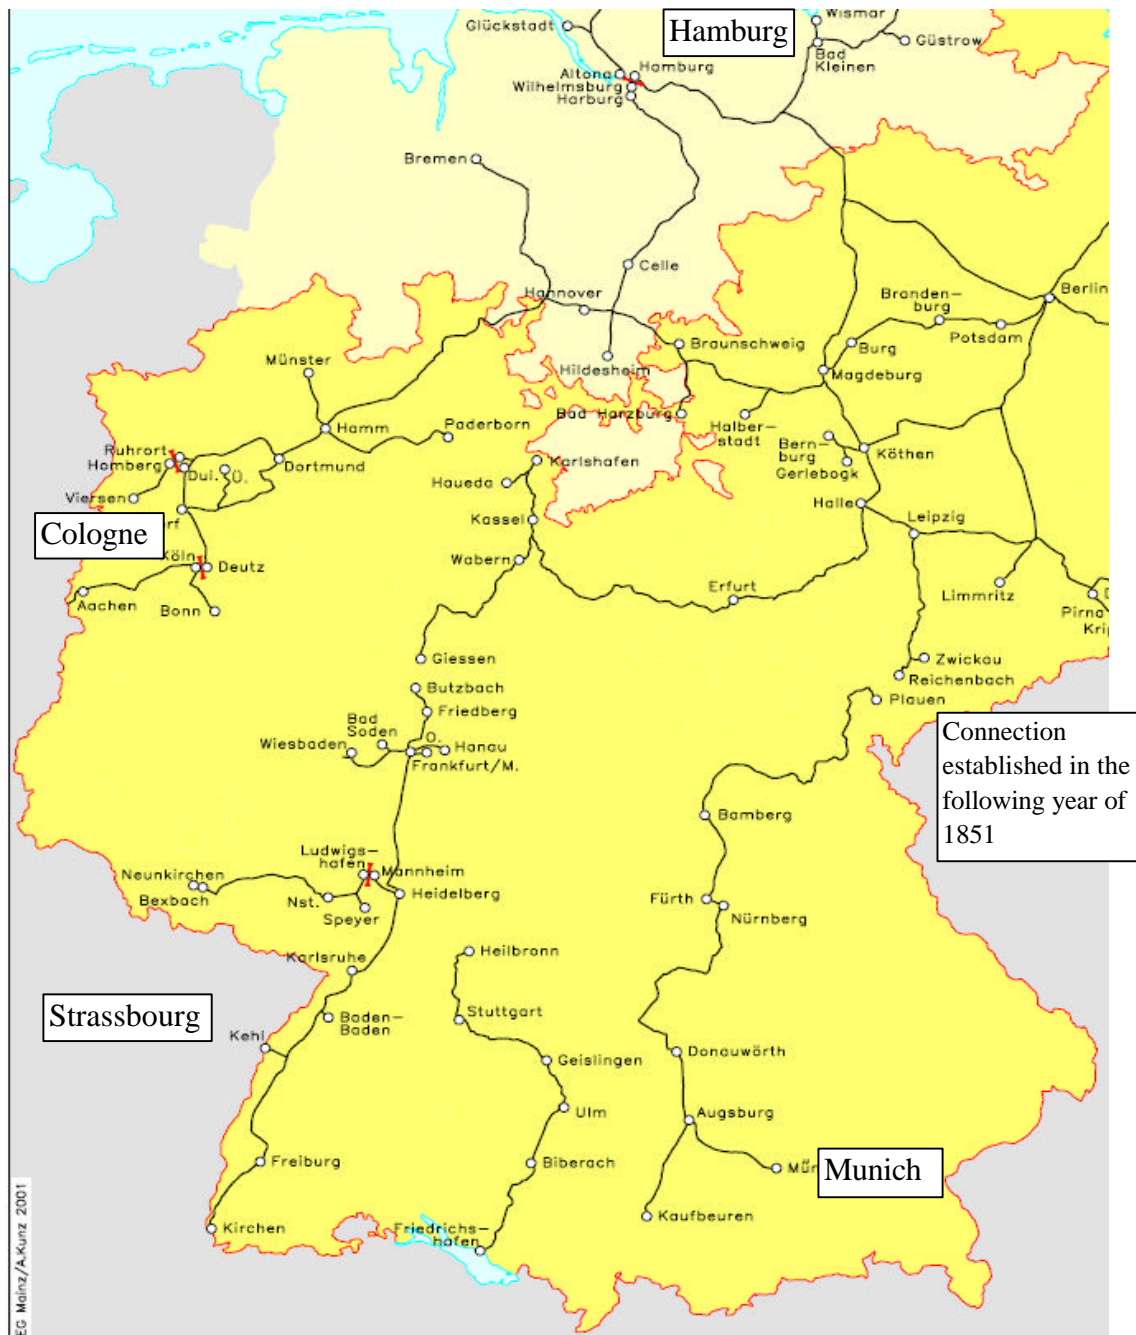 Glückstadt
Hamburg
Wismar
Güstrow
Bad
Kleinen
Altona
Hamburg
Wilhelmsburg
Harburg
Bremen
Celle
Hannover
Berlin
Branden-
burg
Potsdam
Braunschweig
Burg
Hildesheim
Magdeburg
Münster
Bad Harzburg
Halber-
stadt
Paderborn
Hamm
Bern-
burg
Gerlebogk
Köthen
Ruhrort
Homberg
Dui.
Ü.
Dortmund
Karlshafen
Haueda
Viersen
Halle
Cologne
rf
Kassel
Leipzig
Köln
Deutz
Wabern
Erfurt
Limmritz
Aachen
Bonn
Pirna
Krip
Giessen
Zwickau
Reichenbach
Butzbach
Plauen
Friedberg
Bad
Soden
Wiesbaden
O.
Hanau
Frankfurt/M.
Connection
established in the
following year of
1851
Bamberg
Ludwigs-
hafen
Mannheim
Neunkirchen
Bexbach
Nst.
Speyer
Heidelberg
Fürth
Nürnberg
Heilbronn
Karlsruhe
Strassbourg
Baden-
Baden
Stuttgart
Kehl
Geislingen
Donauwörth
Ulm
Augsburg
Freiburg
Biberach
Mün
Munich
Kirchen
Friedrichs-
hafen
Kaufbeuren
EG Mainz/A.Kunz 2001